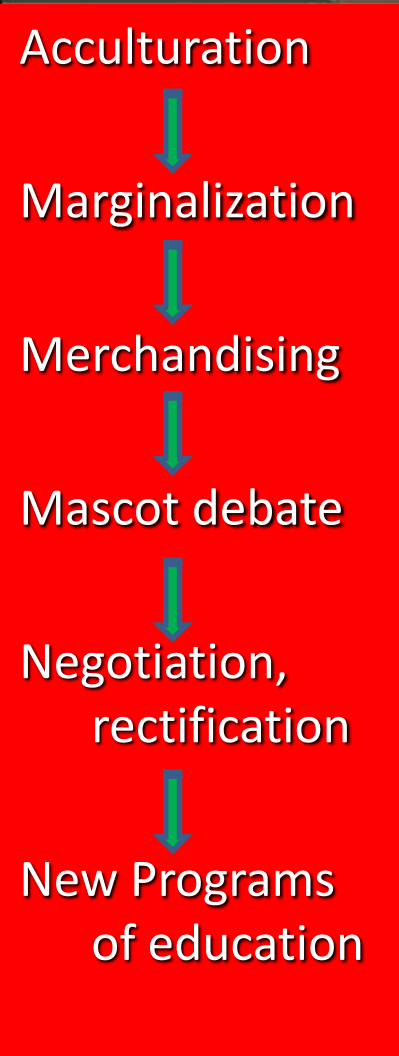 Acculturation
Marginalization
Merchandising
Mascot debate
Negotiation,
rectification
New Programs
of education